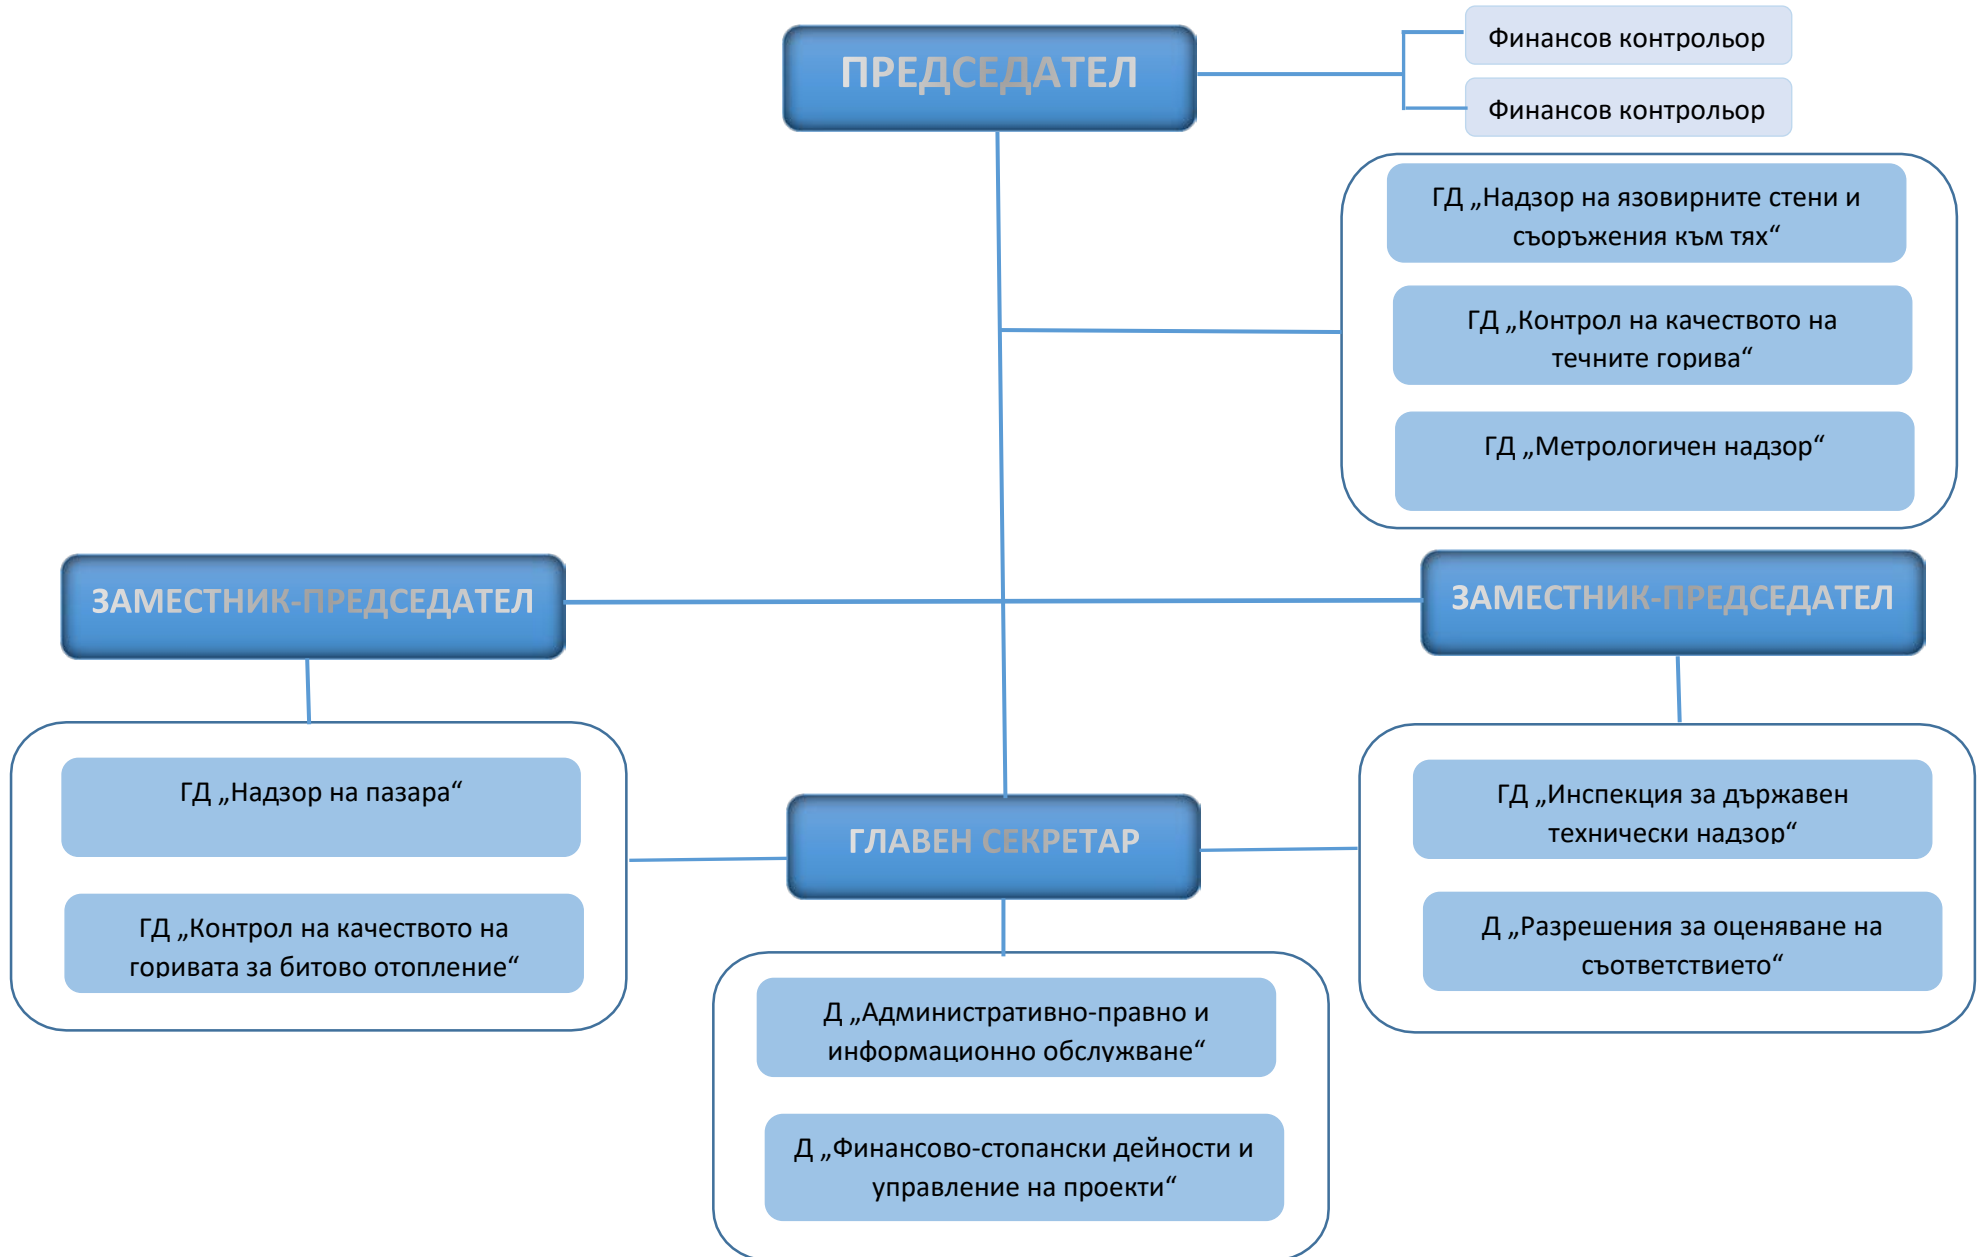 ПРЕДСЕДАТЕЛ
Финансов контрольор
Финансов контрольор
ГД „Надзор на язовирните стени и
съоръжения към тях“
ГД „Контрол на качеството на
течните горива“
ГД „Метрологичен надзор“
ЗАМЕСТНИК-ПРЕДСЕДАТЕЛ
ЗАМЕСТНИК-ПРЕДСЕДАТЕЛ
ГД „Надзор на пазара“
ГД „Контрол на качеството на
горивата за битово отопление“
ГЛАВЕН СЕКРЕТАР
ГД „Инспекция за държавен
технически надзор“
Д „Разрешения за оценяване на
съответствието“
Д „Административно-правно и
информационно обслужване“
Д „Финансово-стопански дейности и
управление на проекти“